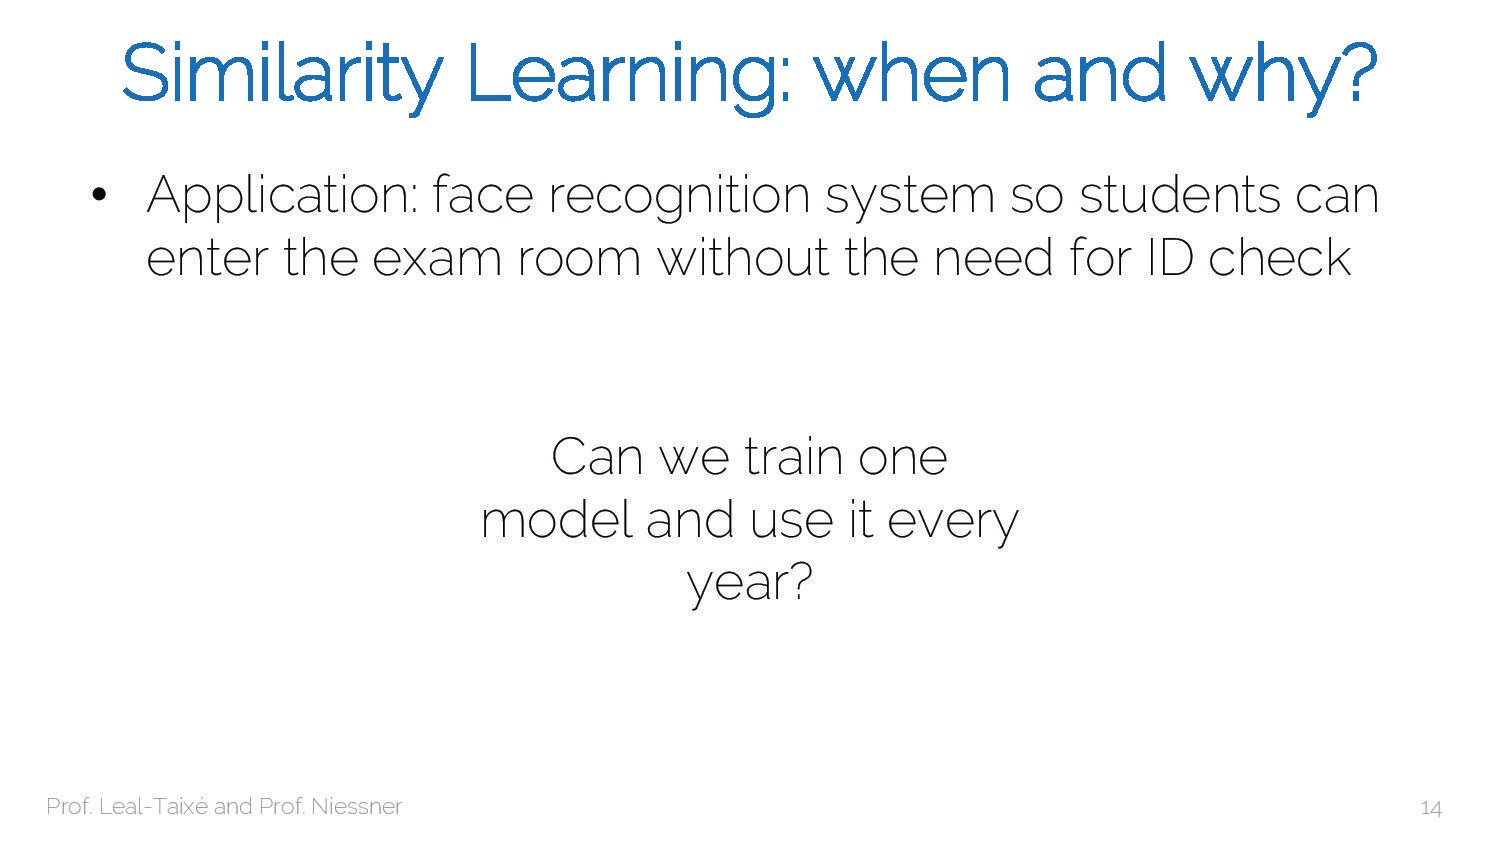 Similarity Learning: when and why?
• Application: face recognition system so students can
enter the exam room without the need for ID check
Can we train one
model and use it every
year?
Prof. Leal-Taixé and Prof. Niessner
14